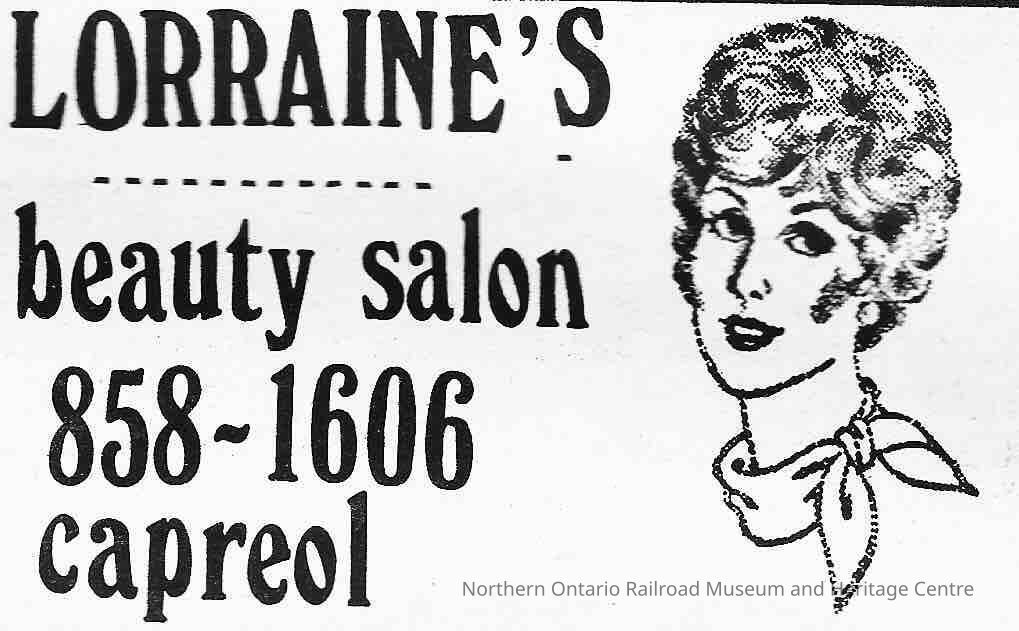 LORRAINE'S
beauty salon
858-1606
capreol
Northern Ontario Railroad Museum and Heritage Centre